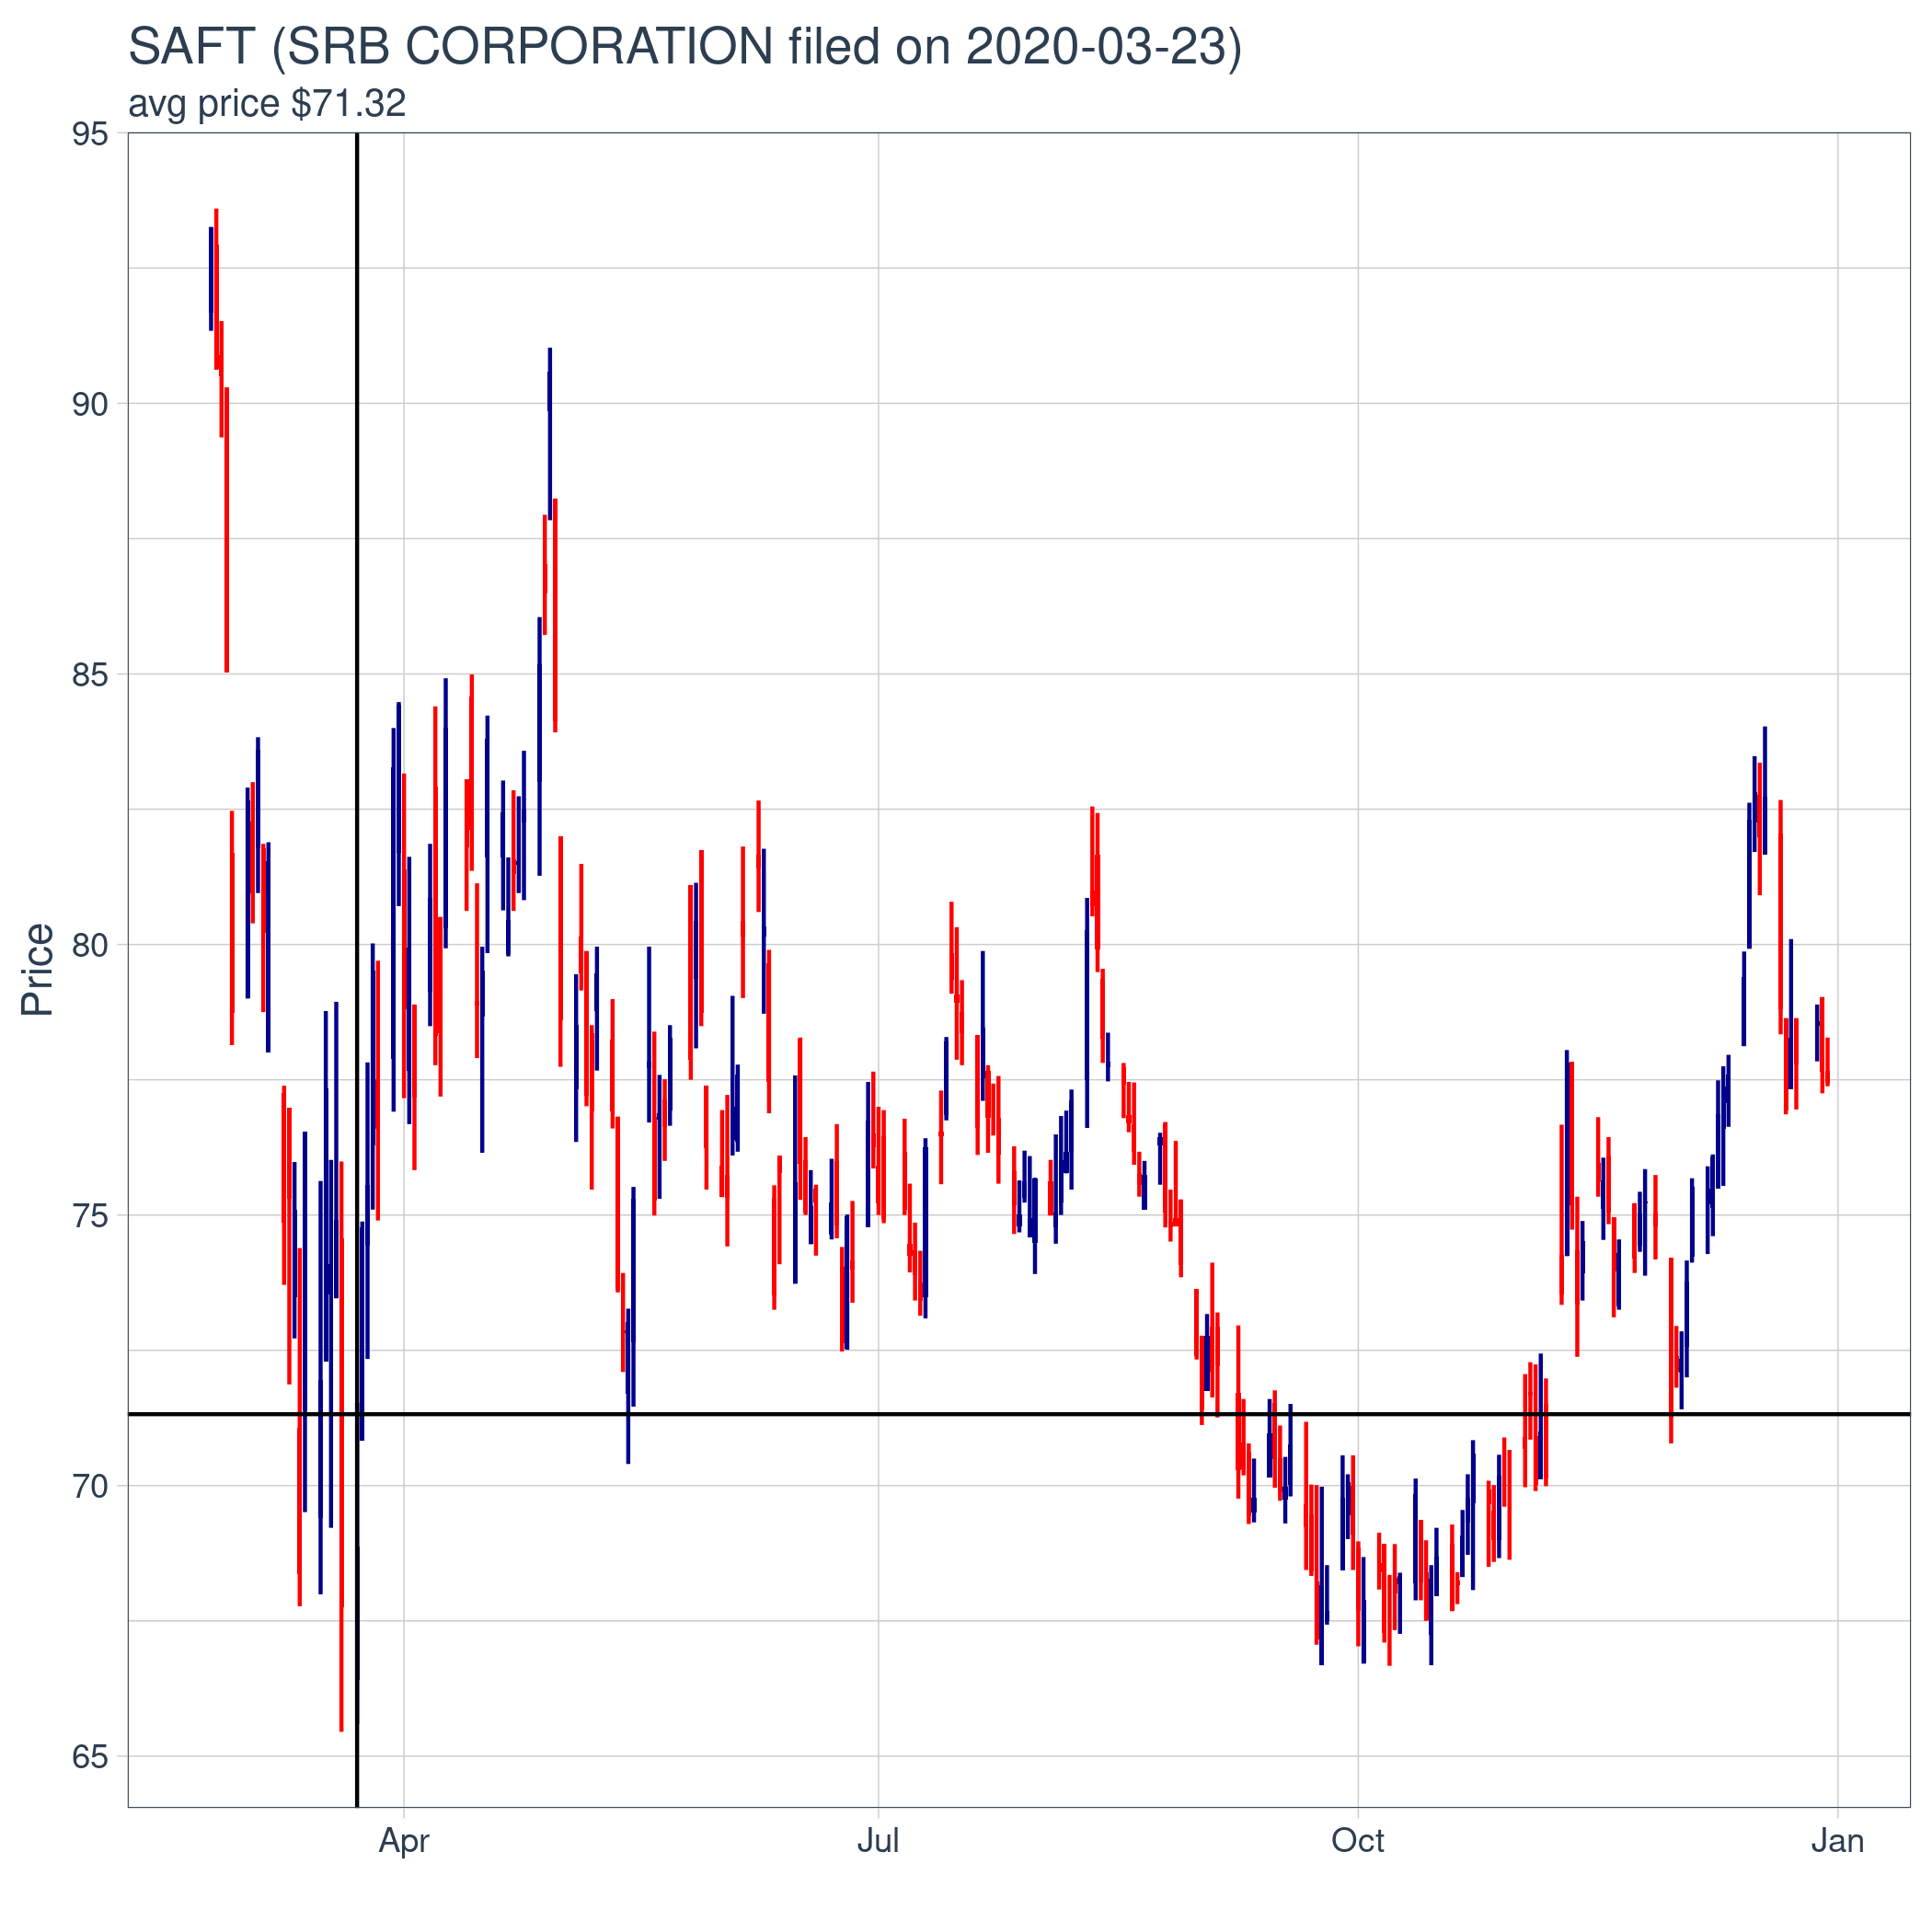 SAFT (SRB CORPORATION filed on 2020-03-23)
avg price $71.32
95
90
85
80
75
70
65
Price
Apr
Jul
Oct
Jan